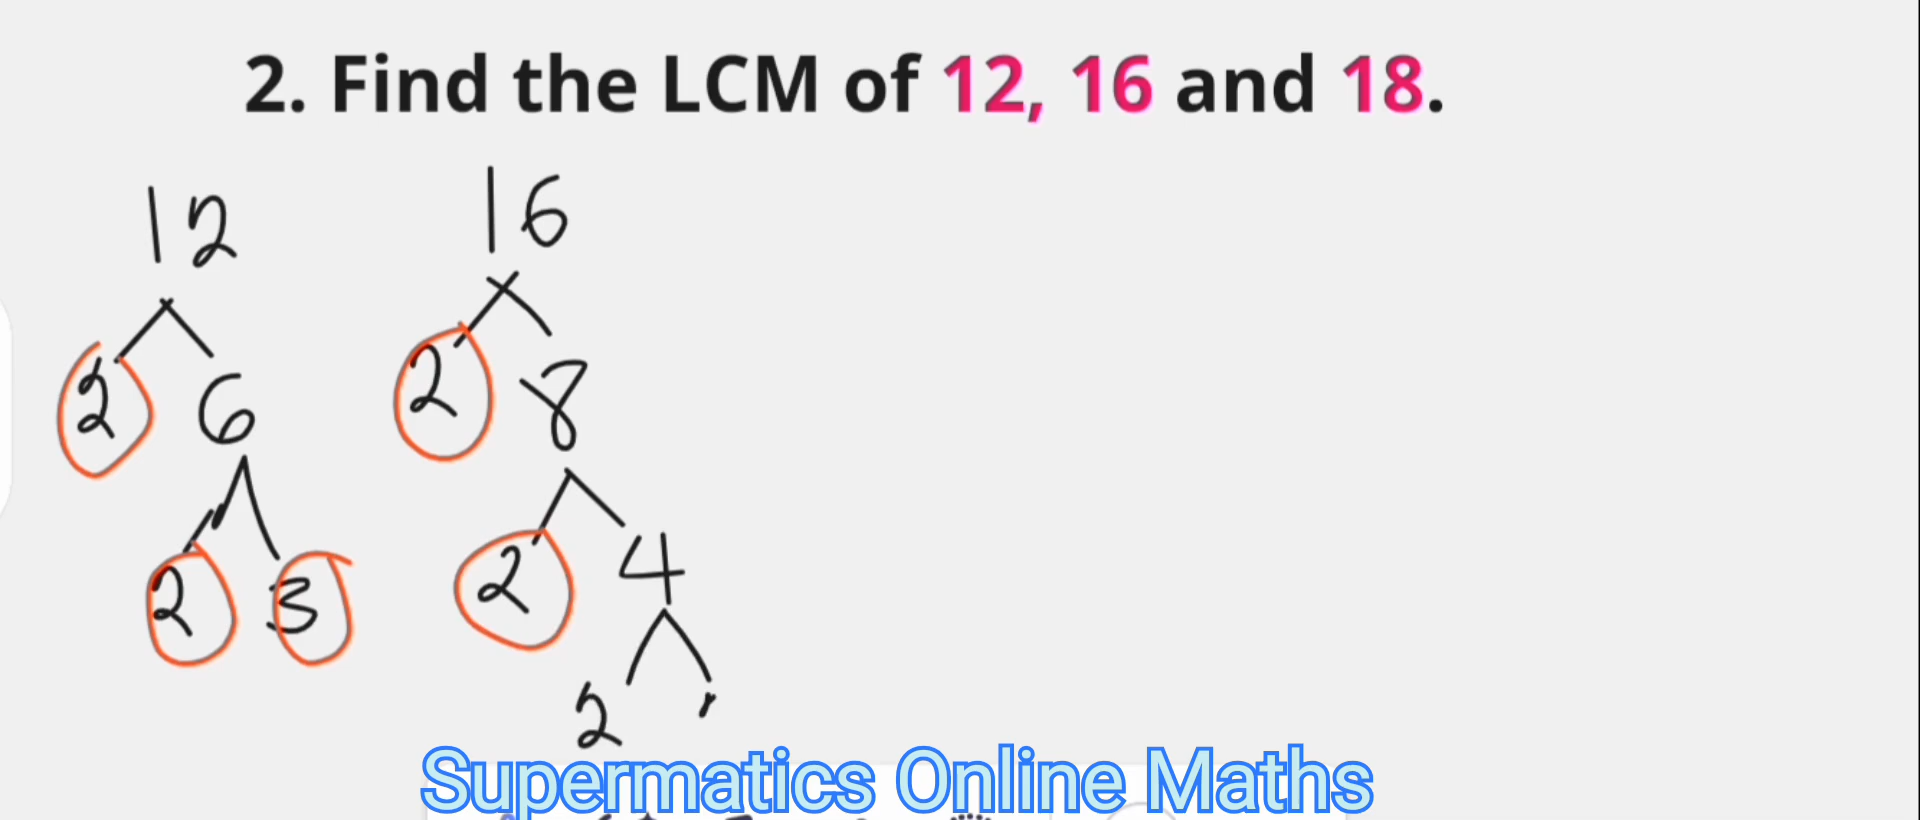 2. Find the LCM of 12, 16 and 18.
12 16
2 6 2 8
2 3 2 4
2
Supermatics Online Maths